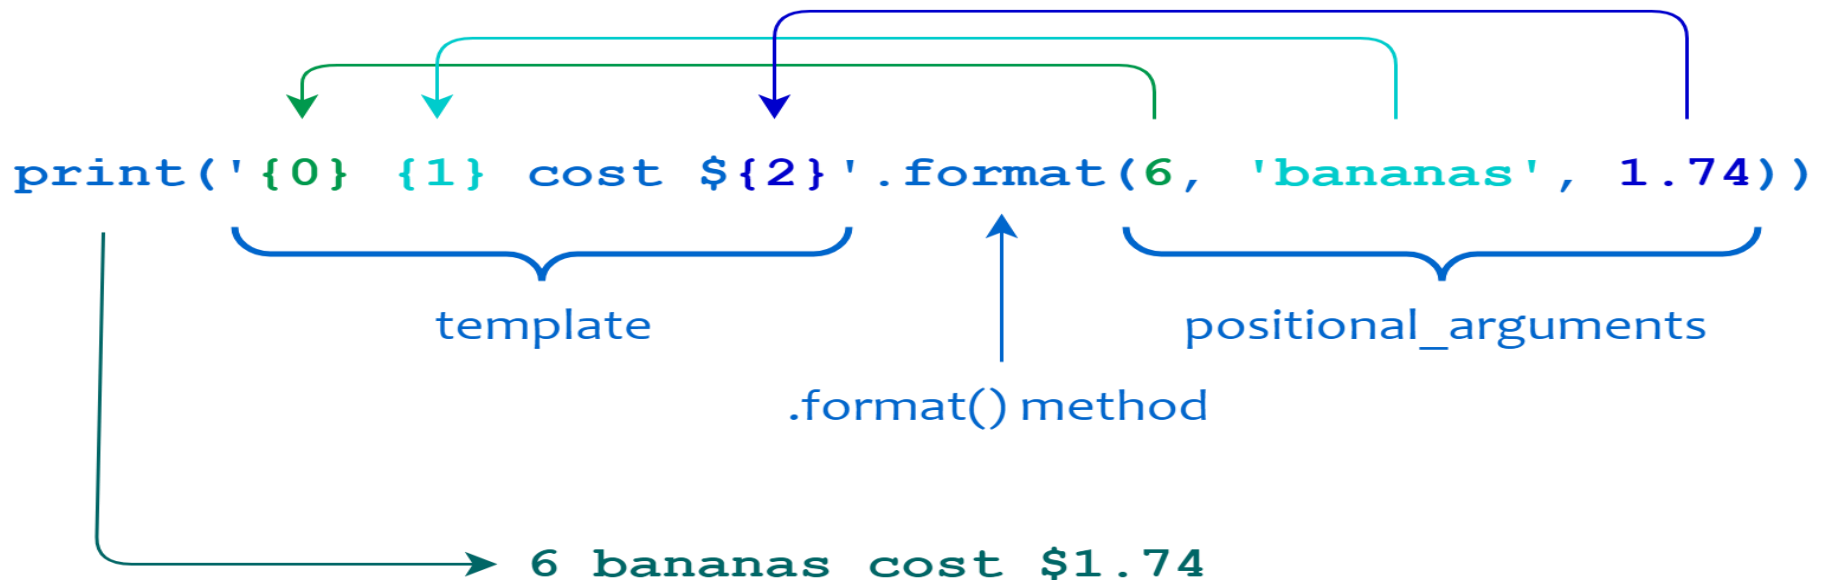 print('{0} {1} cost ${2}'.format(6, 'bananas', 1.74))
template
positional_arguments
.format() method
6 bananas cost $1.74